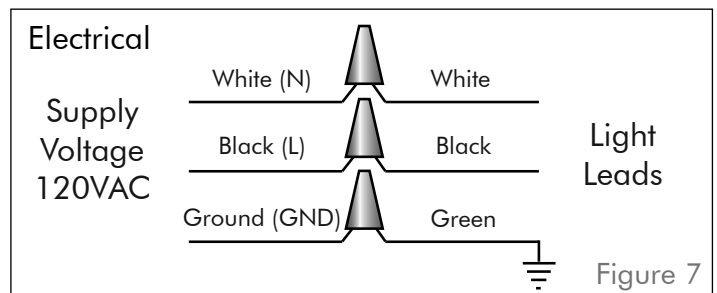 Electrical
Supply
Voltage
120VAC
White (N)
White
Black (L)
Black
Ground (GND)
Green
Light
Leads
Figure 7